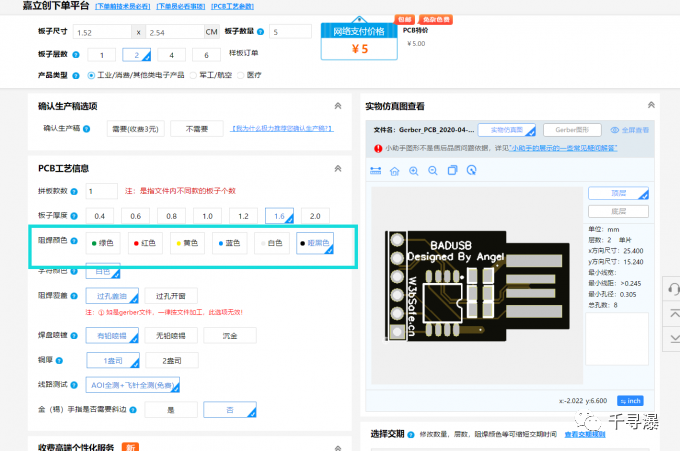 嘉立创下单平台 [下单前技术员必看] [下单员必看事项] [PCB工艺参数]
板子尺寸 1.52 x 2.54 CM 板子数量 ? 5
板子层数 ? 1 2 4 6 样板订单
产品类型 ? 工业/消费/其他类电子产品 军工/航空 医疗
包邮 免杂色费
网络支付价格
¥ 5
PCB特价
¥ 5.00
确认生产稿选项
确认生产稿 ? 需要(收费3元) 不需要 【我为什么极力推荐您确认生产稿?】
PCB工艺信息
拼板款数 ? 1 注：是指文件内不同款的板子个数
板子厚度 ? 0.4 0.6 0.8 1.0 1.2 1.6 2.0
阻焊颜色 ? 绿色 红色 黄色 蓝色 白色 哑黑色
字符颜色 ? 白色
阻焊覆盖 ? 过孔盖油 过孔开窗
注：① 如是gerber文件，一律按文件加工，此选项无效!
焊盘喷镀 ? 有铅喷锡 无铅喷锡 沉金
铜厚 ? 1盎司 2盎司
线路测试 ? AOI全测+飞针全测(免费)
金（锡）手指是否需要斜边 ? 是 否
收费高端个性化服务 新
实物仿真图查看
文件名: Gerber_PCB_2020-04-... 实物仿真图 Gerber图形 全屏查看
小助手图形不是售后品质问题依据，详见"小助手的展示的一些常见疑问解答"
BADUSB
Designed By Angel
W3bSafe.cn
顶层
底层
单位: mm
层数: 2 单片
x方向尺寸: 25.400
y方向尺寸: 15.240
最小线宽:
最小线距: >0.245
最小孔径: 0.305
总孔数: 8
x:-2.022 y:6.600 inch
选择交期 ? 修改数量，层数，阻焊颜色等可缩短交期时间 查看交期规则
千寻瀑